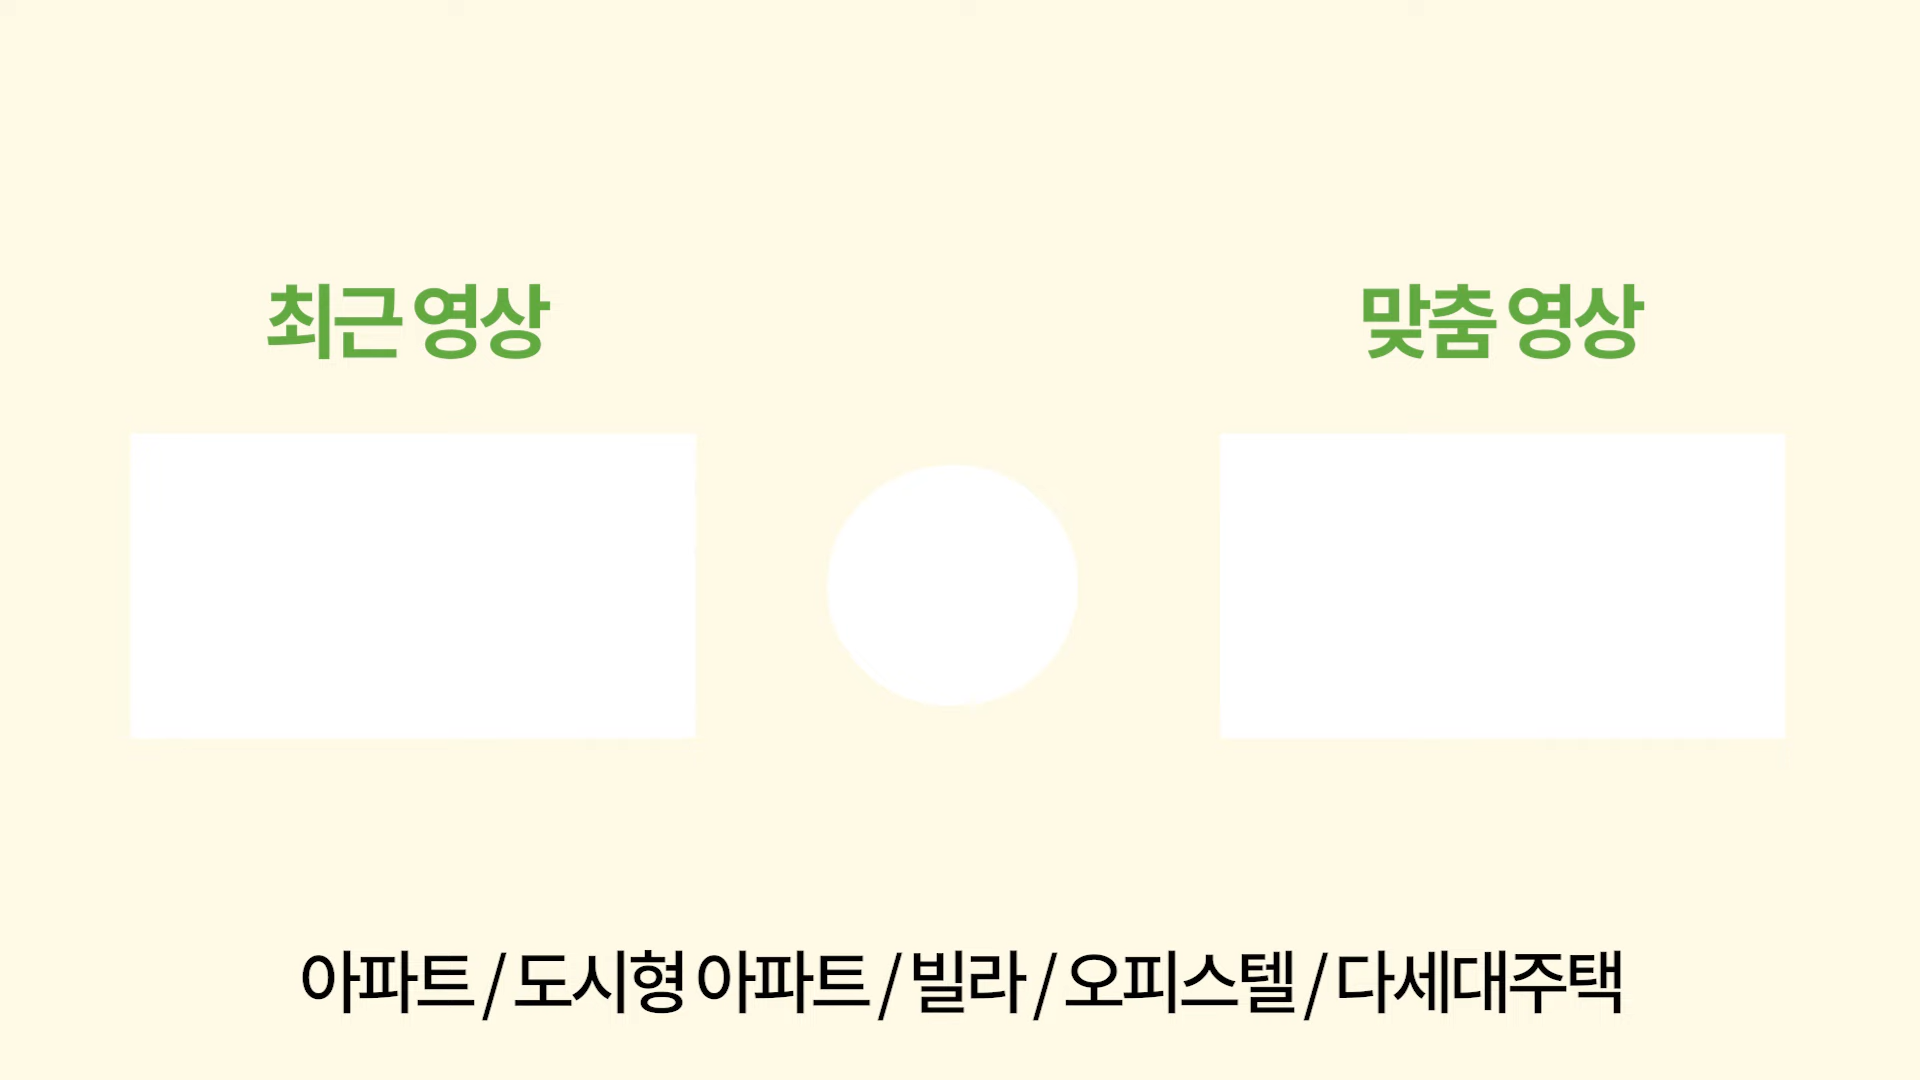 최근 영상
맞춤 영상
아파트 / 도시형 아파트 / 빌라 / 오피스텔 / 다세대주택